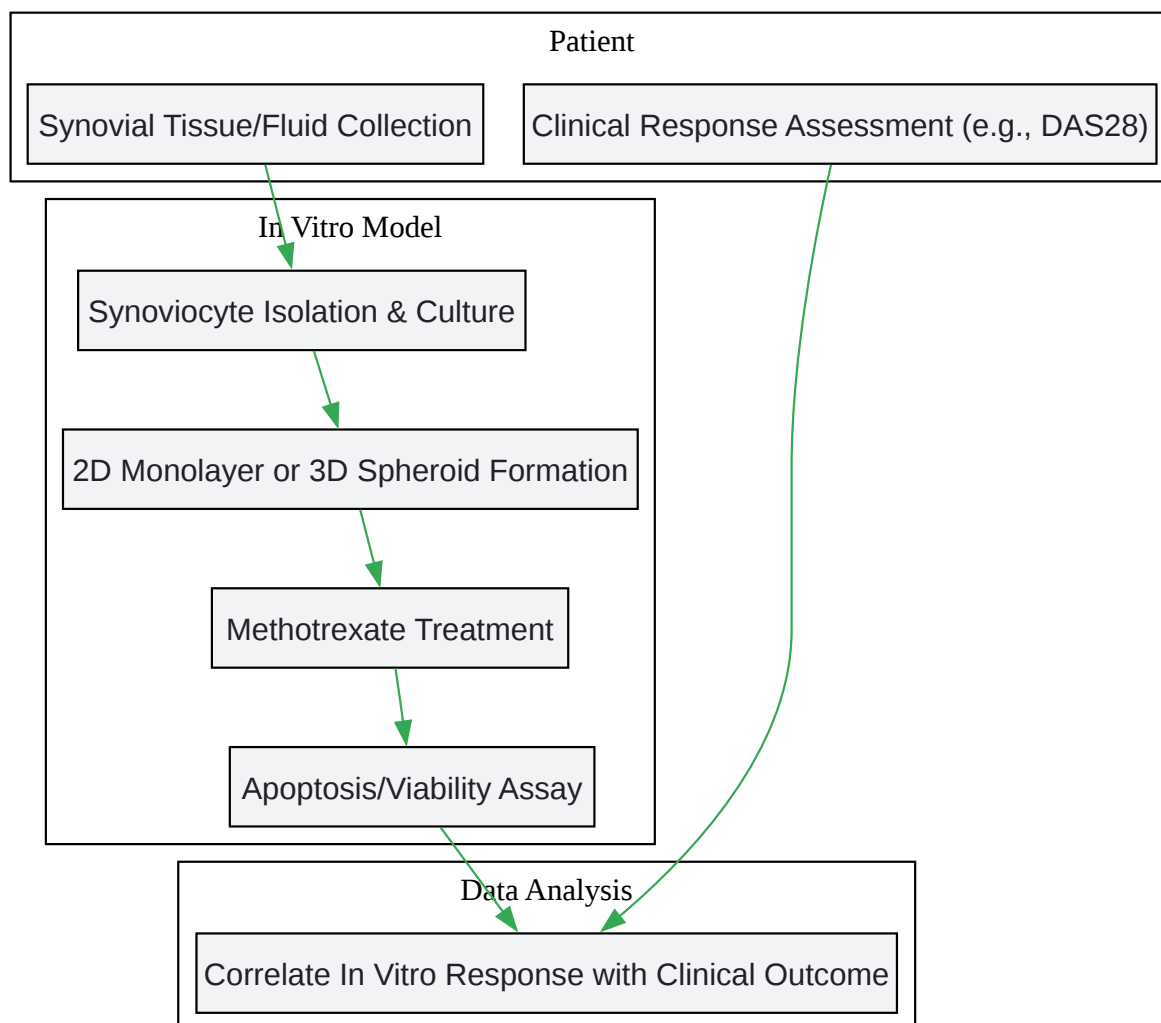 Patient
Synovial Tissue/Fluid Collection
Clinical Response Assessment (e.g., DAS28)
In Vitro Model
Synoviocyte Isolation & Culture
2D Monolayer or 3D Spheroid Formation
Methotrexate Treatment
Apoptosis/Viability Assay
Data Analysis
Correlate In Vitro Response with Clinical Outcome